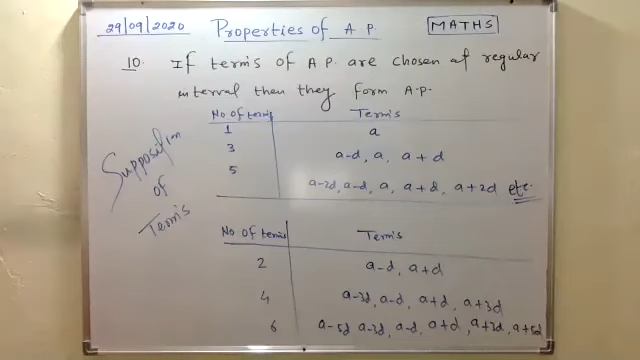 29/09/2020 Properties of A P. MATHS
10. If terms of A P. are chosen at regular
interval then they form A.P.
Supposition
of
Terms
No of terms Terms
1 a
3 a-d, a, a+d
5 a-2d, a-d, a, a+d, a+2d etc.
No of terms Terms
2 a-d, a+d
4 a-3d, a-d, a+d, a+3d
6 a-5d a-3d, a-d, a+d, a+3d, a+5d